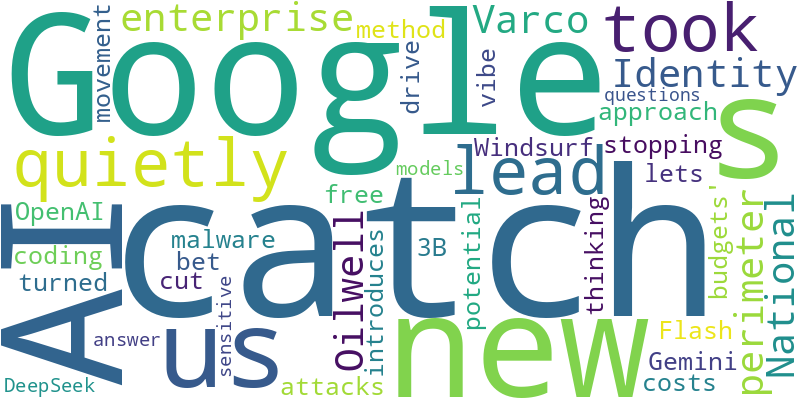 Google
enterprise
method
movement
drive
vibe
Varco
took
Identity
questions
approach
s
quietly
Windsurf
stopping
lead
models
lets
free
AI
catch
OpenAI
coding
turned
malware
bet
cut
3B
Oilwell
introduces
potential
thinking
budgets'
perimeter
National
us
sensitive
answer
DeepSeek
attacks
new
Flash
Gemini
costs